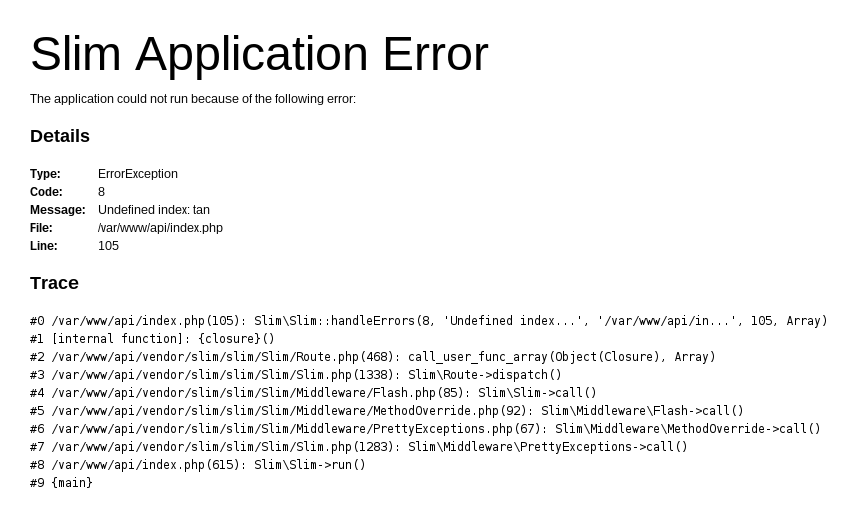 Slim Application Error
The application could not run because of the following error:
Details
Type: ErrorException
Code: 8
Message: Undefined index: tan
File: /var/www/api/index.php
Line: 105
Trace
#0 /var/www/api/index.php(105): Slim\Slim::handleErrors(8, 'Undefined index...', '/var/www/api/in...', 105, Array)
#1 [internal function]: {closure}()
#2 /var/www/api/vendor/slim/slim/Slim/Route.php(468): call_user_func_array(Object(Closure), Array)
#3 /var/www/api/vendor/slim/slim/Slim/Slim.php(1338): Slim\Route->dispatch()
#4 /var/www/api/vendor/slim/slim/Slim/Middleware/Flash.php(85): Slim\Slim->call()
#5 /var/www/api/vendor/slim/slim/Slim/Middleware/MethodOverride.php(92): Slim\Middleware\Flash->call()
#6 /var/www/api/vendor/slim/slim/Slim/Middleware/PrettyExceptions.php(67): Slim\Middleware\MethodOverride->call()
#7 /var/www/api/vendor/slim/slim/Slim/Slim.php(1283): Slim\Middleware\PrettyExceptions->call()
#8 /var/www/api/index.php(615): Slim\Slim->run()
#9 {main}